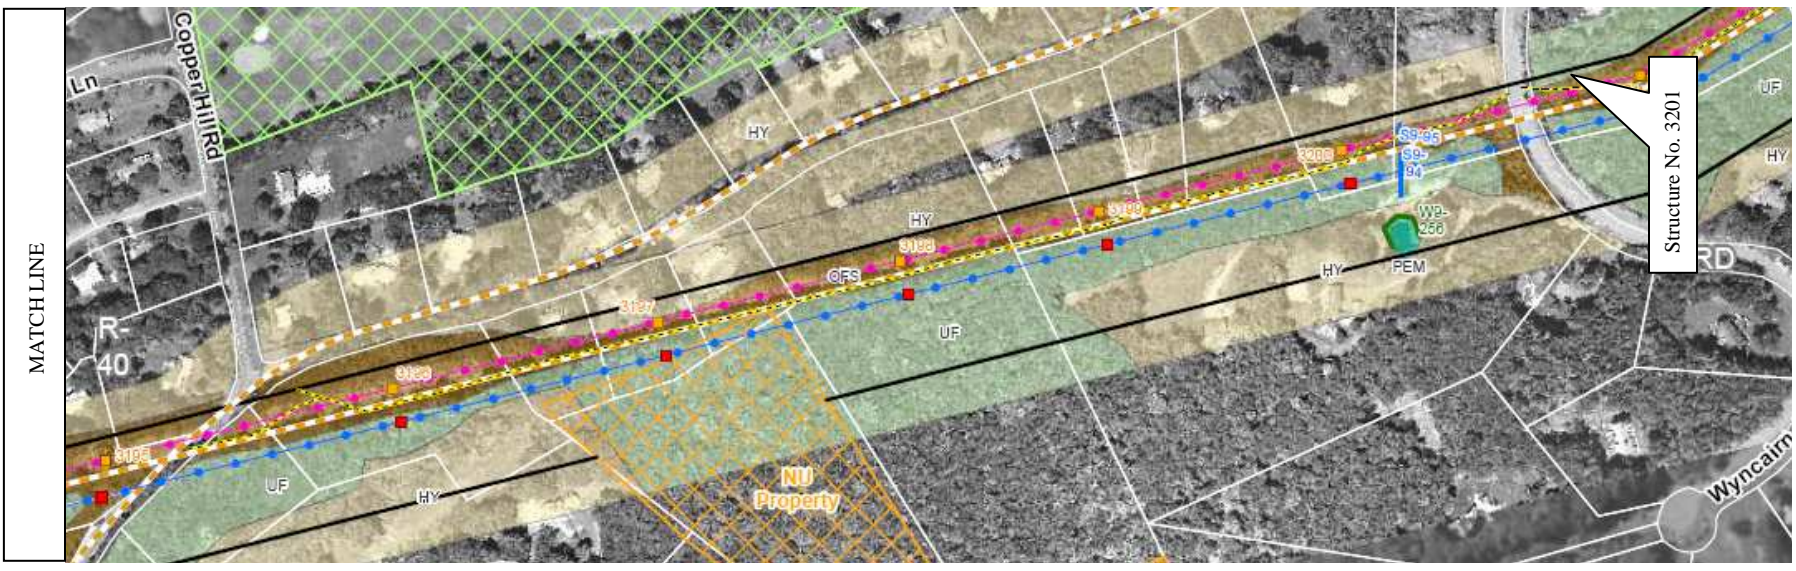 MATCH LINE
Ln
Copper Hill Rd
R-
40
HY
HY
OFS
UF
UF
HY
NU
Property
3195
3196
3197
3198
3199
3200
S9-95
S9-
94
W9-
256
PEM
HY
UF
HY
RD
Structure No. 3201
Wyncairn